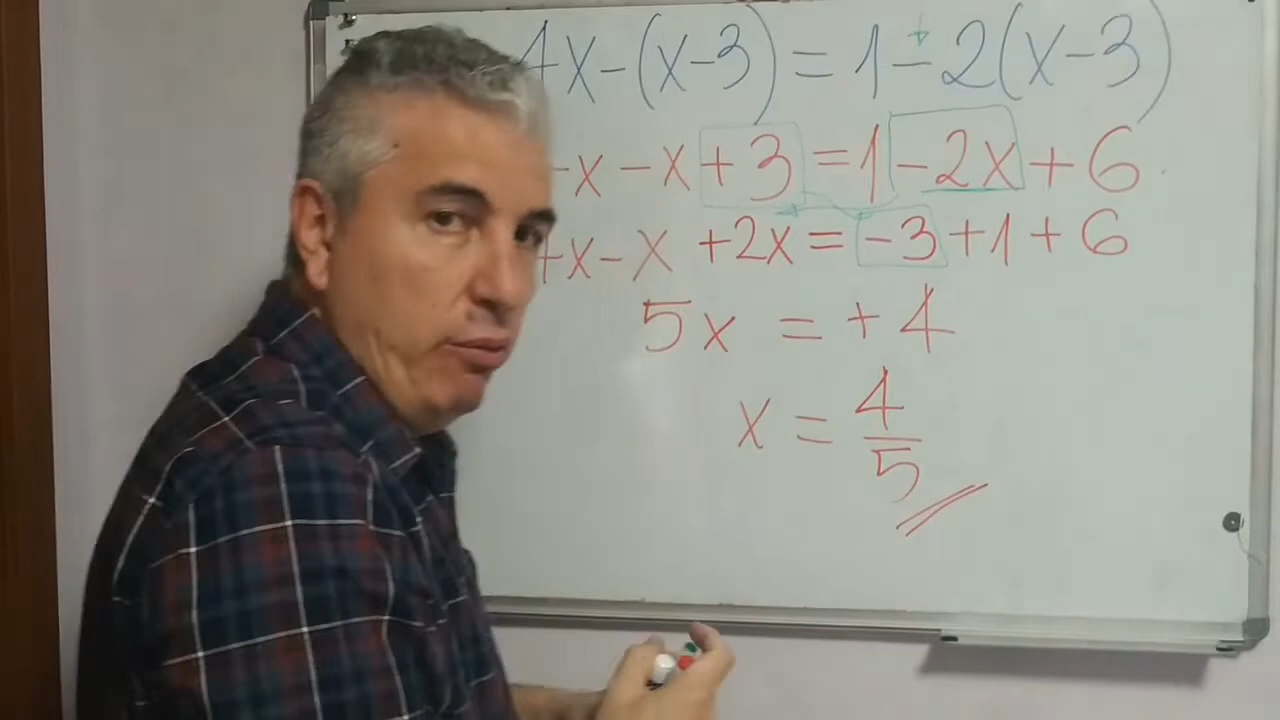 4x-(x-3)=1-2(x-3)
x-x+3=1-2x+6
x-x+2x=-3+1+6
5x=+4
x=4/5